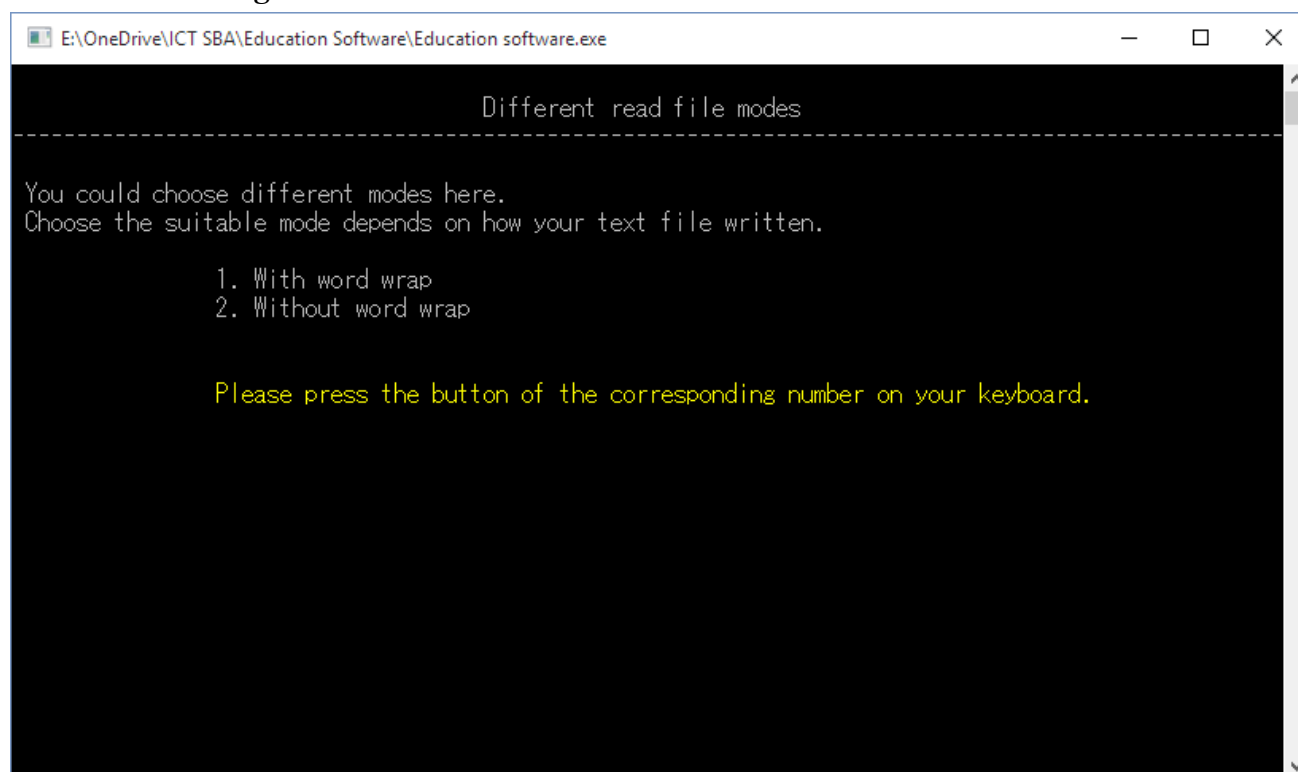 E:\OneDrive\ICT SBA\Education Software\Education software.exe
Different read file modes
--------------------------------------------------------------------------------------------------------
You could choose different modes here.
Choose the suitable mode depends on how your text file written.
1. With word wrap
2. Without word wrap
Please press the button of the corresponding number on your keyboard.